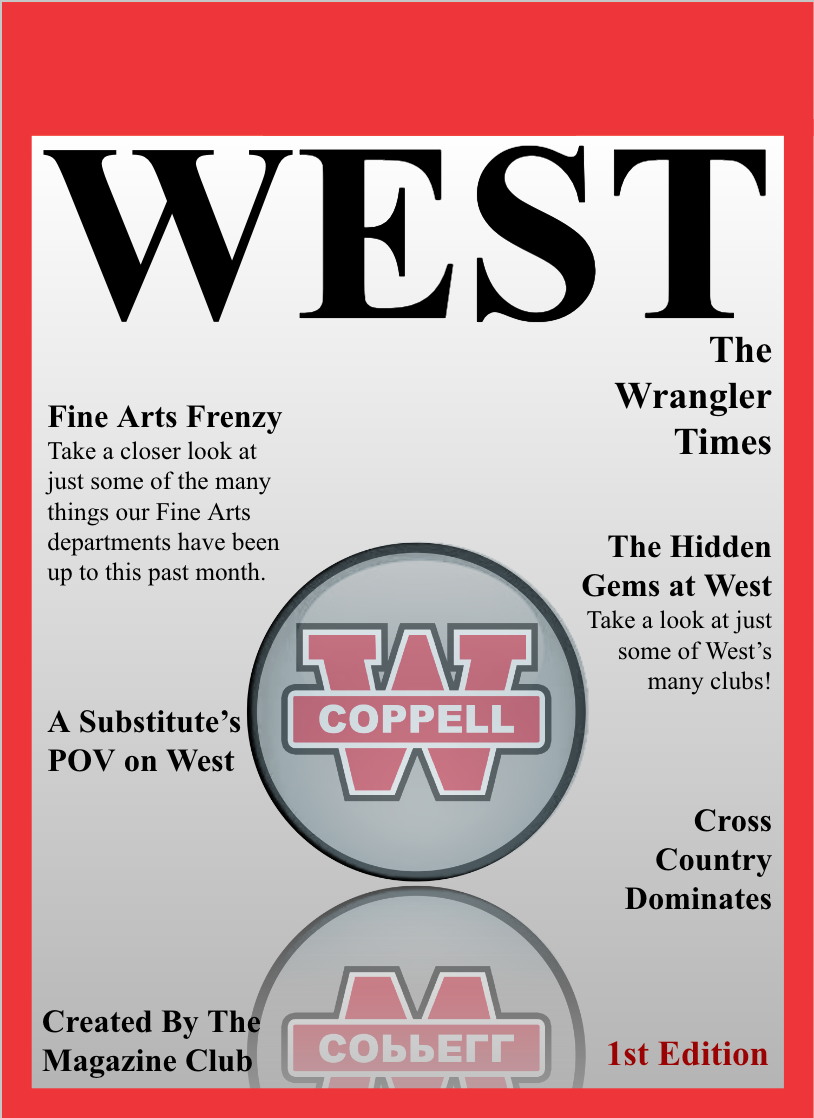 WEST
The
Wrangler
Times
Fine Arts Frenzy
Take a closer look at
just some of the many
things our Fine Arts
departments have been
up to this past month.
The Hidden
Gems at West
Take a look at just
some of West’s
many clubs!
W
COPPELL
A Substitute’s
POV on West
Cross
Country
Dominates
Created By The
Magazine Club
COPPELL
1st Edition